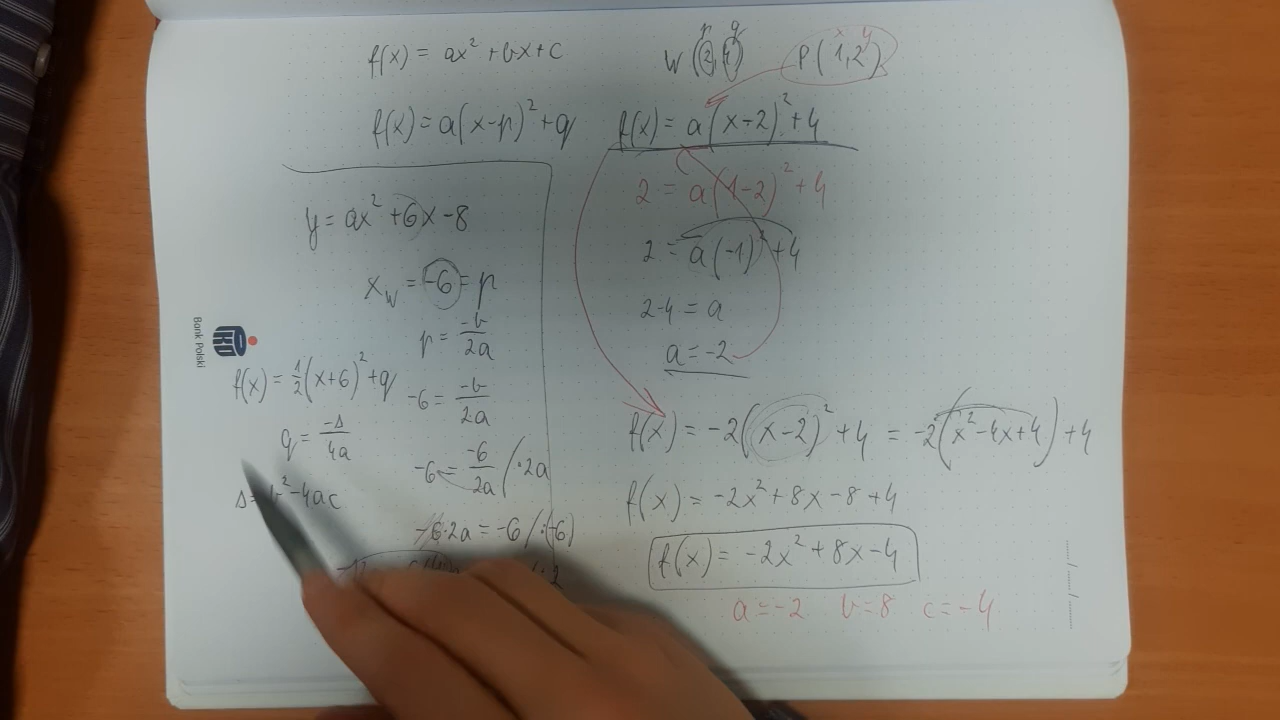 f(x) = ax² + bx + c
f(x) = a(x-p)² + q
y = ax² + 6x - 8
x_W = -6 = p
p = -b/2a
-6 = -b/2a
-6 = -6/2a /·2a
-6·2a = -6 /:(-6)
Bank Polski
f(x) = 1/2(x+6)² + q
q = -Δ/4a
Δ = b² - 4ac
p q
W (2,4)
x y
P(1,2)
f(x) = a(x-2)² + 4
2 = a(1-2)² + 4
2 = a(-1)² + 4
2-4 = a
a = -2
f(x) = -2(x-2)² + 4 = -2(x² - 4x + 4) + 4
f(x) = -2x² + 8x - 8 + 4
f(x) = -2x² + 8x - 4
a = -2 b = 8 c = -4